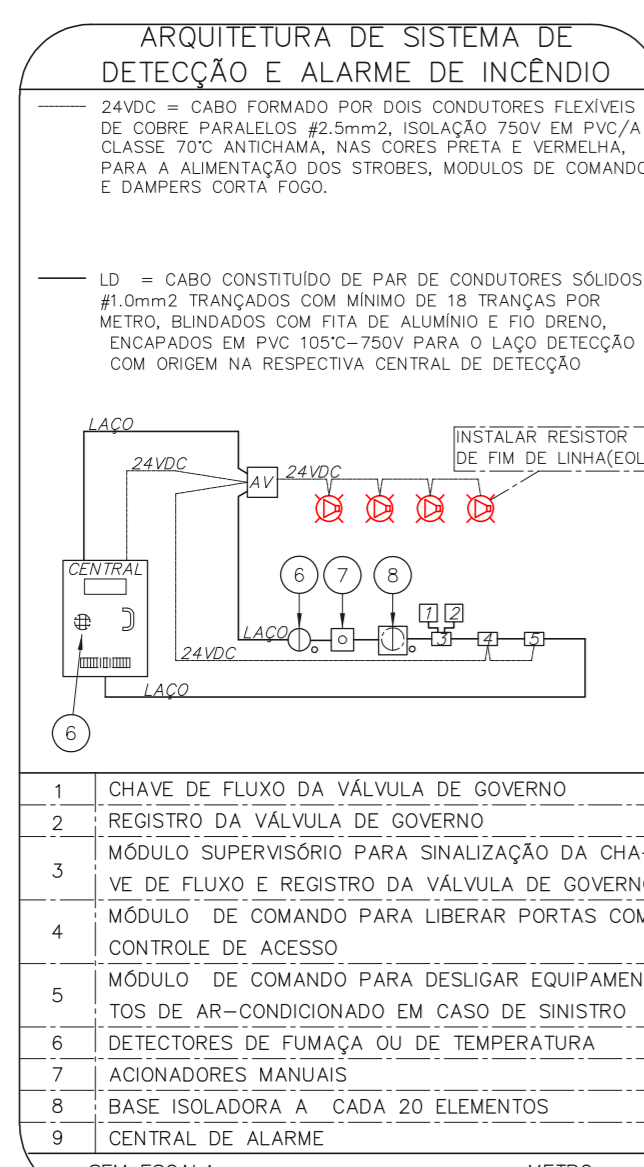 ARQUITETURA DE SISTEMA DE
DETECÇÃO E ALARME DE INCÊNDIO
24VDC = CABO FORMADO POR DOIS CONDUTORES FLEXÍVEIS
DE COBRE PARALELOS #2.5mm2, ISOLAÇÃO 750V EM PVC/A
CLASSE 70°C ANTICHAMA, NAS CORES PRETA E VERMELHA,
PARA A ALIMENTAÇÃO DOS STROBES, MODULOS DE COMANDO
E DAMPERS CORTA FOGO.
LD = CABO CONSTITUÍDO DE PAR DE CONDUTORES SÓLIDOS
#1.0mm2 TRANÇADOS COM MÍNIMO DE 18 TRANÇAS POR
METRO, BLINDADOS COM FITA DE ALUMÍNIO E FIO DRENO,
ENCAPADOS EM PVC 105°C-750V PARA O LAÇO DETECÇÃO
COM ORIGEM NA RESPECTIVA CENTRAL DE DETECÇÃO
LAÇO
INSTALAR RESISTOR
DE FIM DE LINHA(EOL
24VDC
AV
24VDC
CENTRAL
6
7
8
1
2
LAÇO
3
4
5
24VDC
LAÇO
6
1 CHAVE DE FLUXO DA VÁLVULA DE GOVERNO
2 REGISTRO DA VÁLVULA DE GOVERNO
3 MÓDULO SUPERVISÓRIO PARA SINALIZAÇÃO DA CHA-
VE DE FLUXO E REGISTRO DA VÁLVULA DE GOVERNO
4 MÓDULO DE COMANDO PARA LIBERAR PORTAS COM
CONTROLE DE ACESSO
5 MÓDULO DE COMANDO PARA DESLIGAR EQUIPAMEN
TOS DE AR-CONDICIONADO EM CASO DE SINISTRO
6 DETECTORES DE FUMAÇA OU DE TEMPERATURA
7 ACIONADORES MANUAIS
8 BASE ISOLADORA A CADA 20 ELEMENTOS
9 CENTRAL DE ALARME
SEM ESCALA METRO